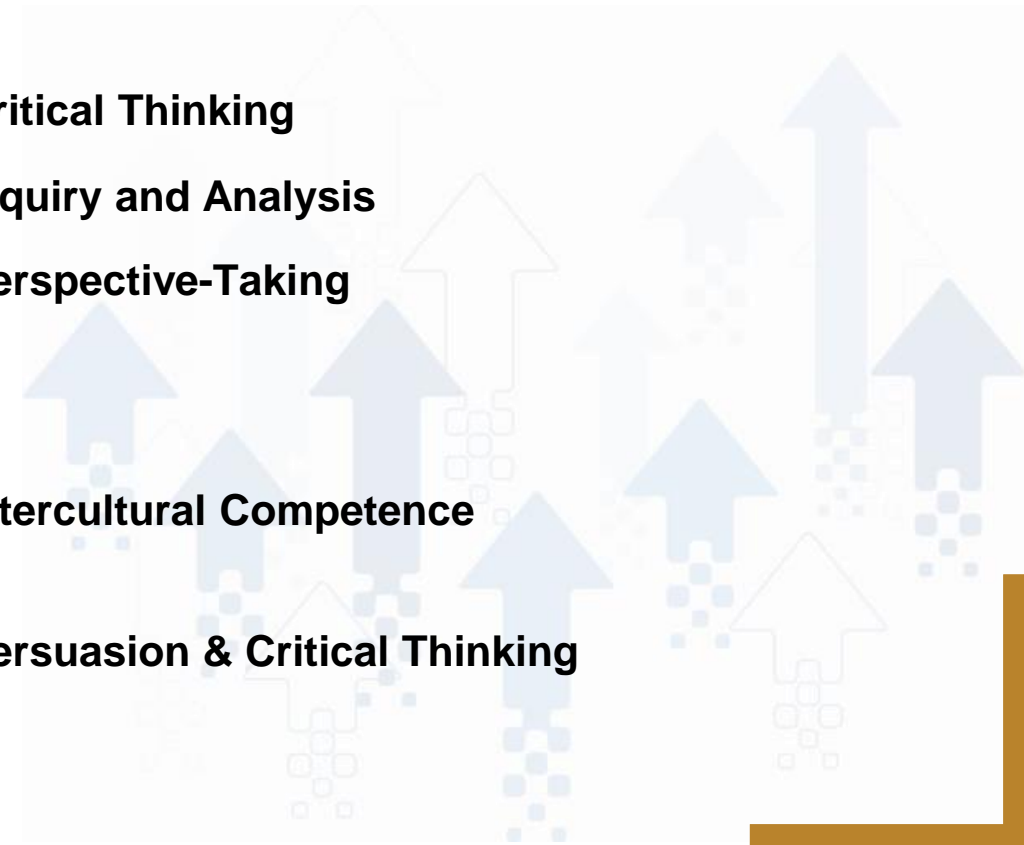 ritical Thinking
quiry and Analysis
erspective-Taking
tercultural Competence
ersuasion & Critical Thinking